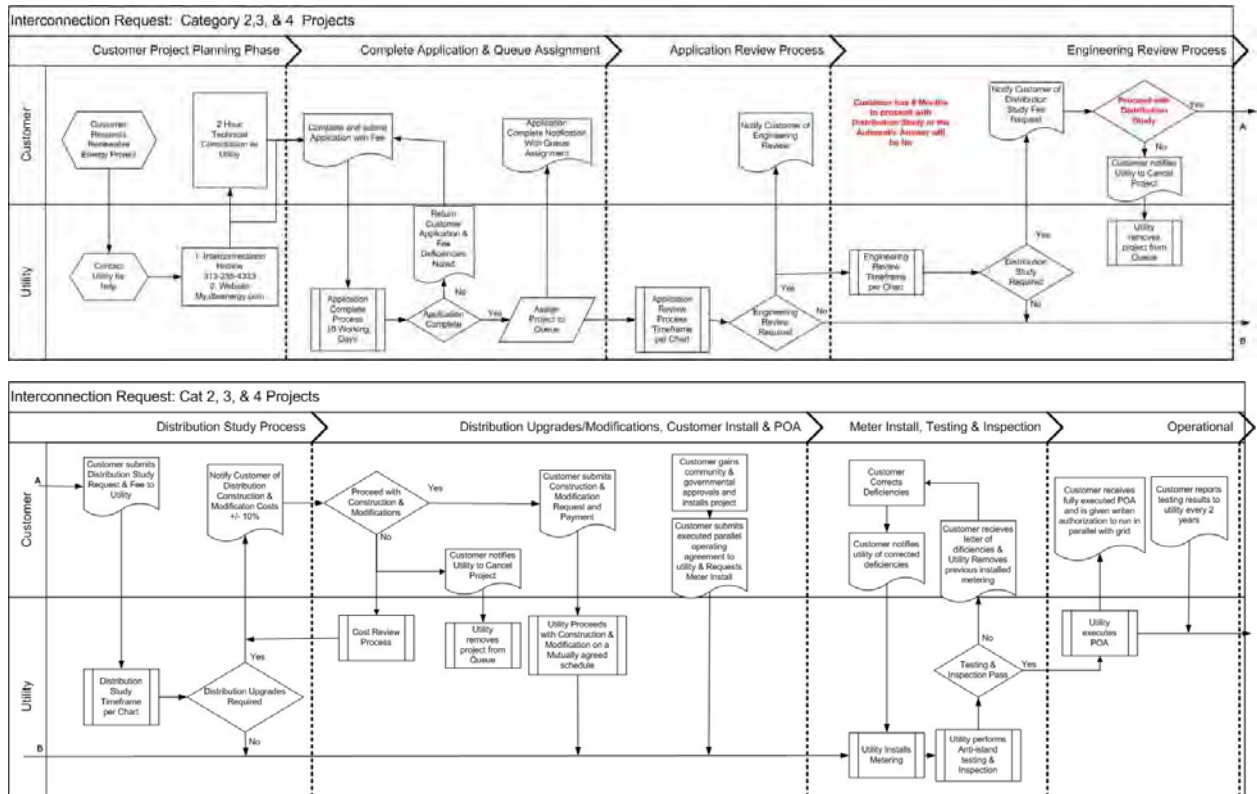 Interconnection Request: Category 2,3, & 4 Projects
Customer Project Planning Phase
Complete Application & Queue Assignment
Application Review Process
Engineering Review Process
Customer
Customer
Requests
Renewable
Energy Project
2 Hour
Technical
Consultation w/
Utility
Complete and submit
Application with Fee
Application
Complete Notification
With Queue
Assignment
Notify Customer of
Engineering
Review
Customer has 6 Months
to proceed with
Distribution Study or the
Automatic Answer will
be No
Notify Customer of
Distribution
Study Fee
Request
Proceed with
Distribution
Study
Yes
A
No
Customer notifies
Utility to Cancel
Project
Utility
Contact
Utility for
help
1. Interconnections
Hotline
313-235-4333
2. Website
My.dteenergy.com
Return
Customer
Application &
Fee
Deficiencies
Noted
No
Application
Complete
Process
Working
Days
Application
Complete
Yes
Assign
Project to
Queue
Application
Review
Process
Timeframe
per Chart
Yes
Engineering
Review
Required
No
Engineering
Review
Timeframe
per Chart
Yes
Distribution
Study
Required
No
Utility
removes
project from
Queue
B
Interconnection Request: Cat 2, 3, & 4 Projects
Distribution Study Process
Distribution Upgrades/Modifications, Customer Install & POA
Meter Install, Testing & Inspection
Operational
Customer
A
Customer submits
Distribution Study
Request & Fee to
Utility
Notify Customer of
Distribution
Construction &
Modificaton Costs
+/- 10%
Proceed with
Construction &
Modifications
Yes
No
Customer notifies
Utility to Cancel
Project
Customer submits
Construction &
Modification
Request and
Payment
Customer gains
community &
governmental
approvals and
installs project
Customer submits
executed parallel
operating
agreement to
utility & Requests
Meter Install
Customer
Corrects
Deficiencies
Customer notifies
utility of corrected
deficiencies
Customer recieves
letter of
dificiencies &
Utility Removes
previous installed
metering
Customer receives
fully executed POA
and is given writen
authorization to run in
parallel with grid
Customer reports
testing results to
utility every 2
years
Utility
Distribution
Study
Timeframe
per Chart
Yes
Distribution Upgrades
Required
No
Cost Review
Process
Utility
removes
project from
Queue
Utility Proceeds
with Construction &
Modification on a
Mutually agreed
schedule
No
Testing &
Inspection Pass
Yes
Utility
executes
POA
B
Utility Installs
Metering
Utility performs
Anti-island
testing &
Inspection